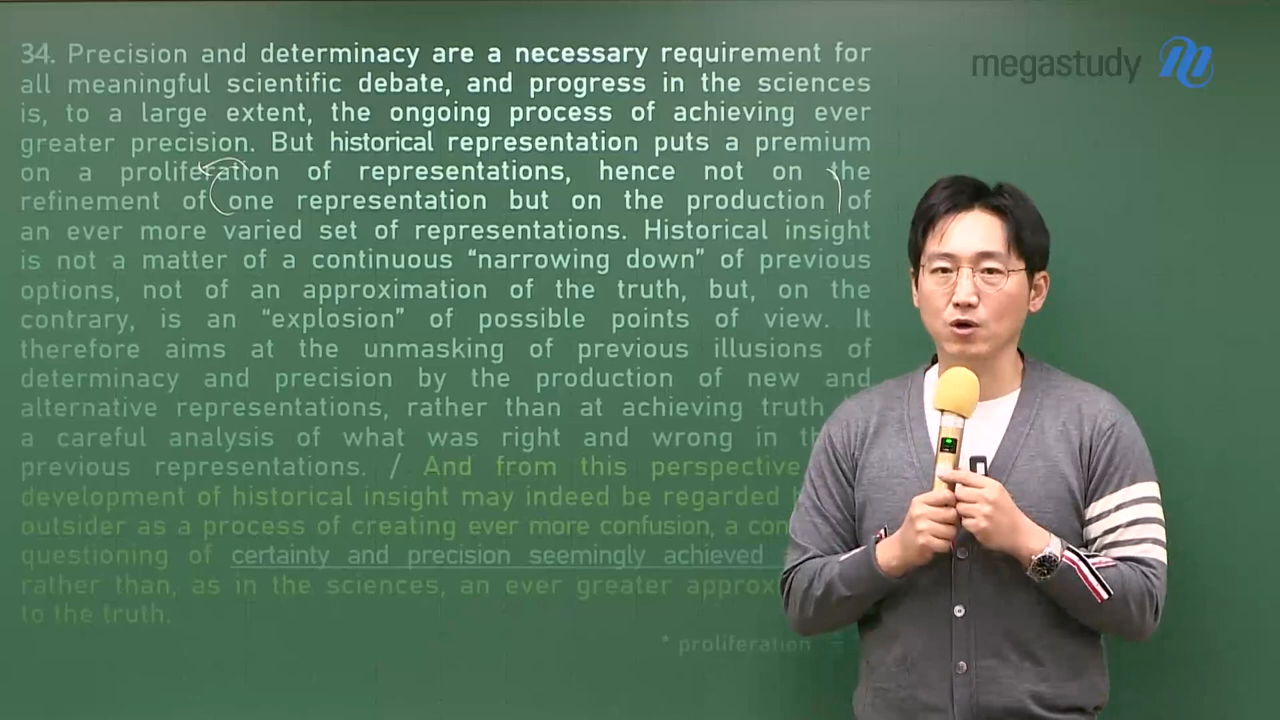 34. Precision and determinacy are a necessary requirement for
all meaningful scientific debate, and progress in the sciences
is, to a large extent, the ongoing process of achieving ever
greater precision. But historical representation puts a premium
on a proliferation of representations, hence not on the
refinement of one representation but on the production of
an ever more varied set of representations. Historical insight
is not a matter of a continuous “narrowing down” of previous
options, not of an approximation of the truth, but, on the
contrary, is an “explosion” of possible points of view. It
therefore aims at the unmasking of previous illusions of
determinacy and precision by the production of new and
alternative representations, rather than at achieving truth
a careful analysis of what was right and wrong in
previous representations. / And from this perspective
development of historical insight may indeed be regarded
outsider as a process of creating ever more confusion, a
questioning of certainty and precision seemingly achieved
rather than, as in the sciences, an ever greater
to the truth.
* proliferation =
megastudy